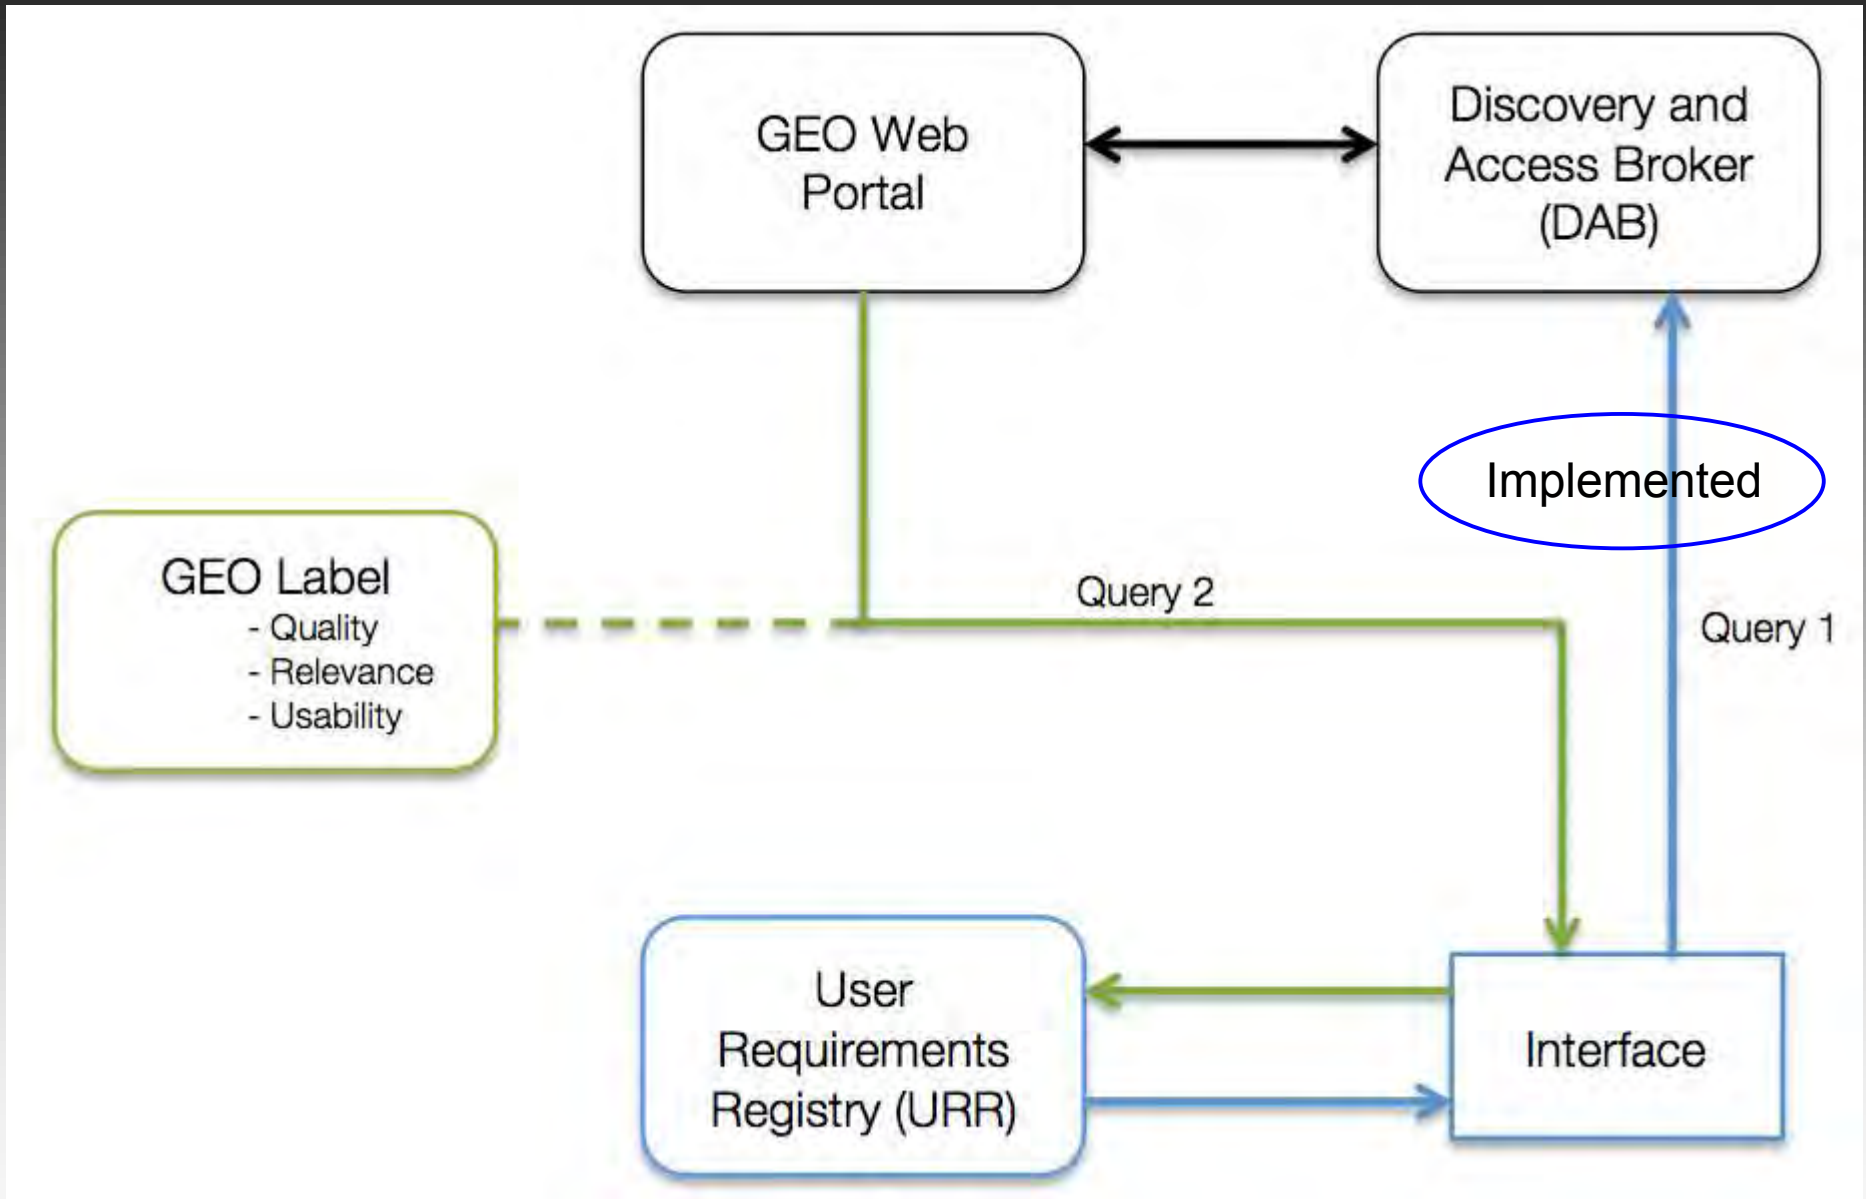 GEO Web
Portal
Discovery and
Access Broker
(DAB)
Implemented
GEO Label
- Quality
- Relevance
- Usability
Query 2
Query 1
User
Requirements
Registry (URR)
Interface